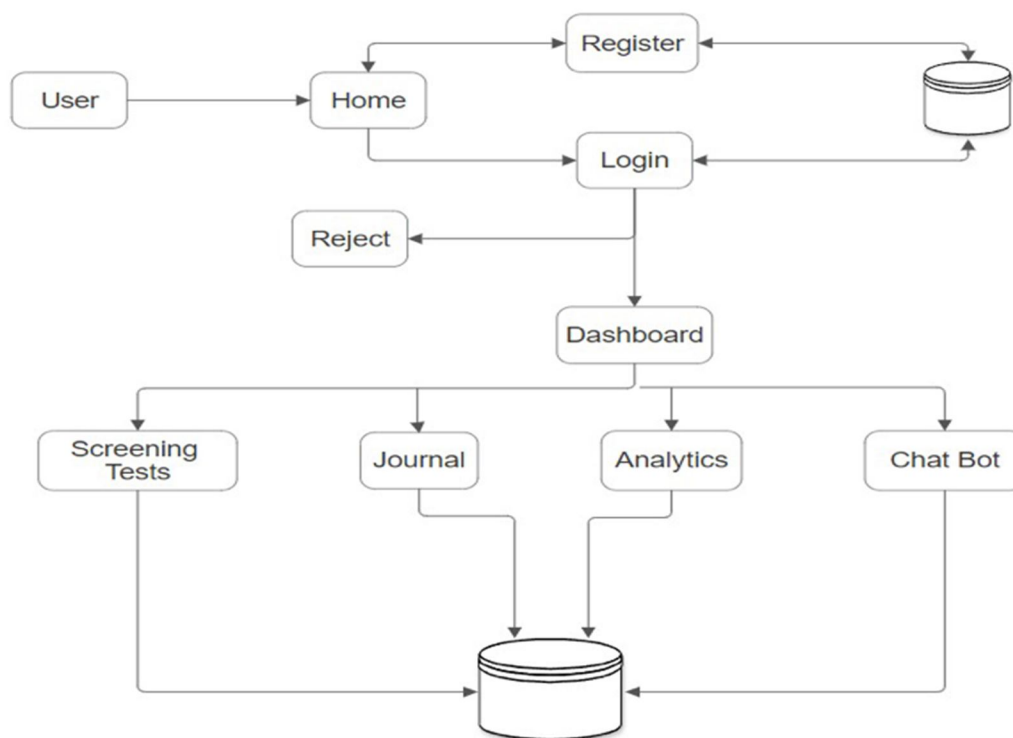 Register
User
Home
Login
Reject
Dashboard
Screening
Tests
Journal
Analytics
Chat Bot